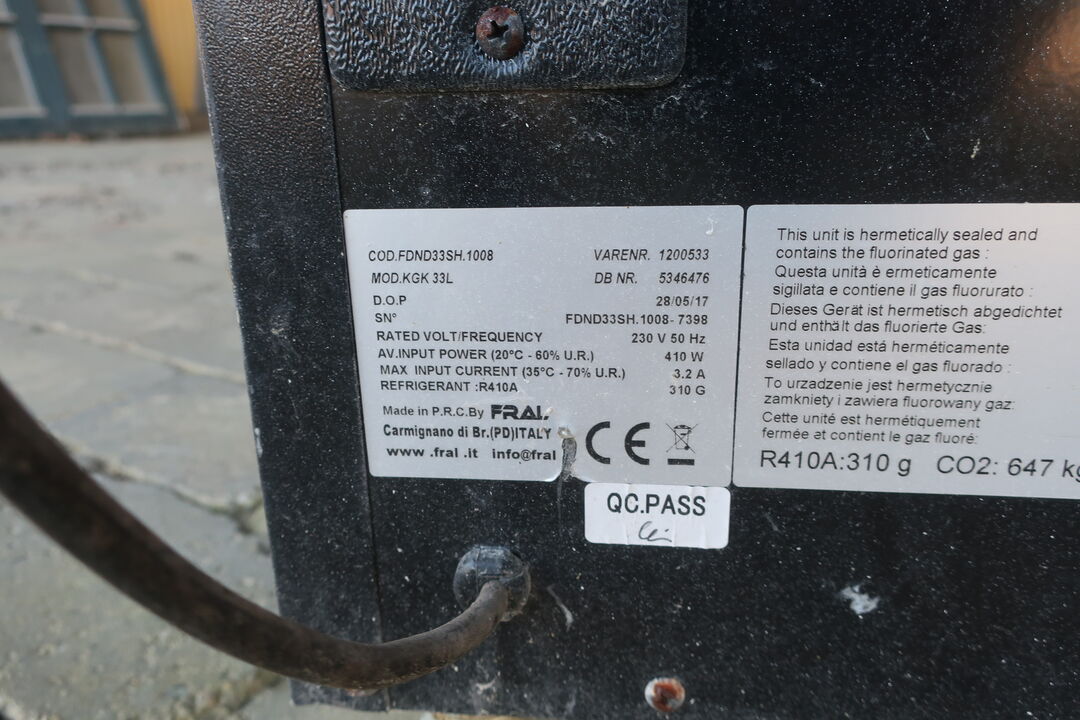 COD.FDND33SH.1008 VARENR. 1200533
MOD.KGK 33L DB NR. 5346476
D.O.P 28/05/17
SN° FDND33SH.1008-7398
RATED VOLT/FREQUENCY 230 V 50 Hz
AV.INPUT POWER (20°C - 60% U.R.) 410 W
MAX INPUT CURRENT (35°C - 70% U.R.) 3.2 A
REFRIGERANT :R410A 310 G
Made in P.R.C.By FRAL
Carmignano di Br.(PD)ITALY
www .fral .it info@fral
CE
QC.PASS
This unit is hermetically sealed and
contains the fluorinated gas :
Questa unità è ermeticamente
sigillata e contiene il gas fluorurato :
Dieses Gerät ist hermetisch abgedichtet
und enthält das fluorierte Gas:
Esta unidad está herméticamente
sellado y contiene el gas fluorado :
To urzadzenie jest hermetycznie
zamkniety i zawiera fluorowany gaz:
Cette unité est hermétiquement
fermée et contient le gaz fluoré:
R410A:310 g CO2: 647 kg